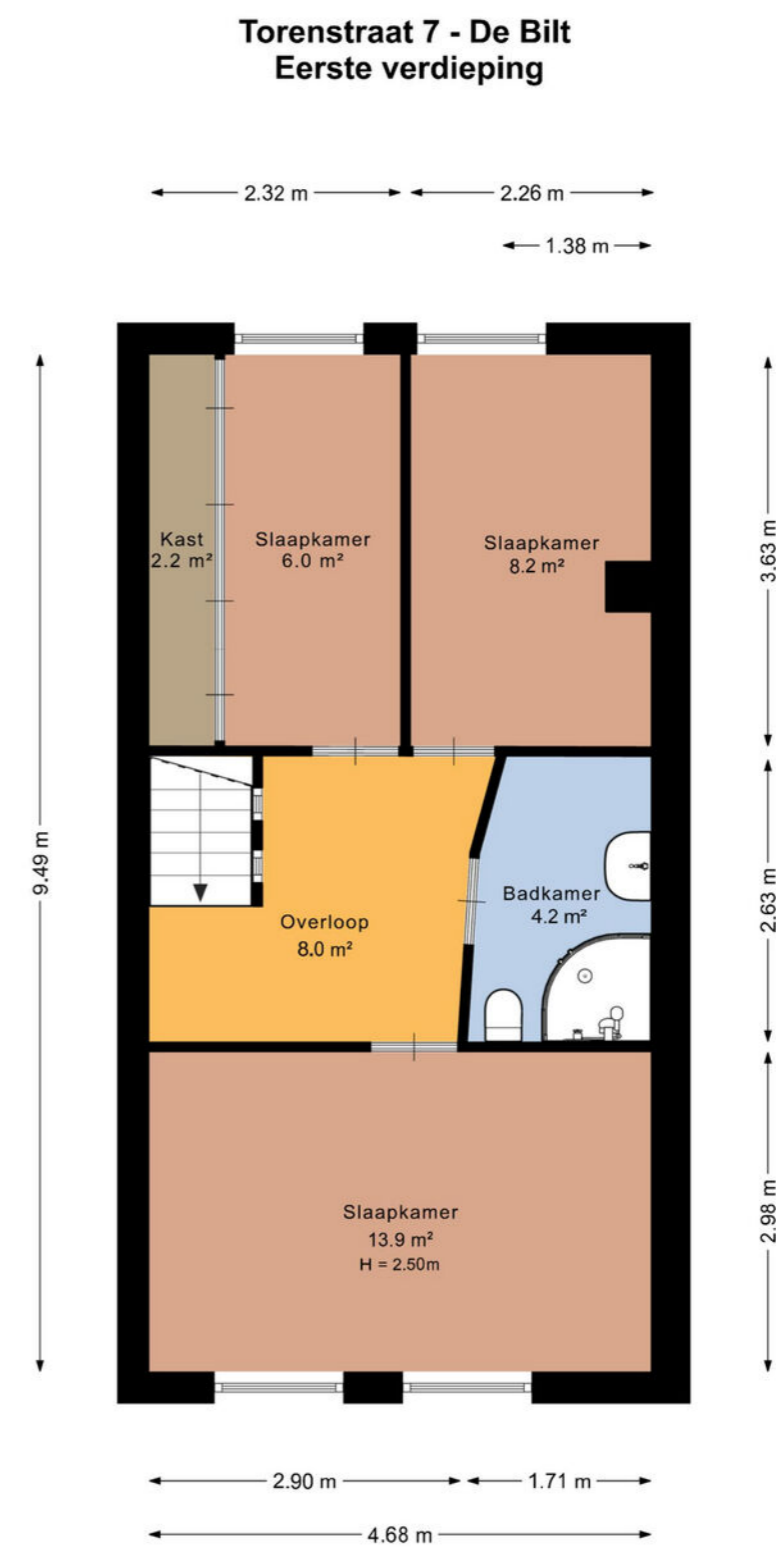 Torenstraat 7 - De Bilt
Eerste verdieping
2.32 m
2.26 m
1.38 m
Kast
2.2 m²
Slaapkamer
6.0 m²
Slaapkamer
8.2 m²
3.63 m
9.49 m
Overloop
8.0 m²
Badkamer
4.2 m²
2.63 m
Slaapkamer
13.9 m²
H = 2.50m
2.98 m
2.90 m
1.71 m
4.68 m